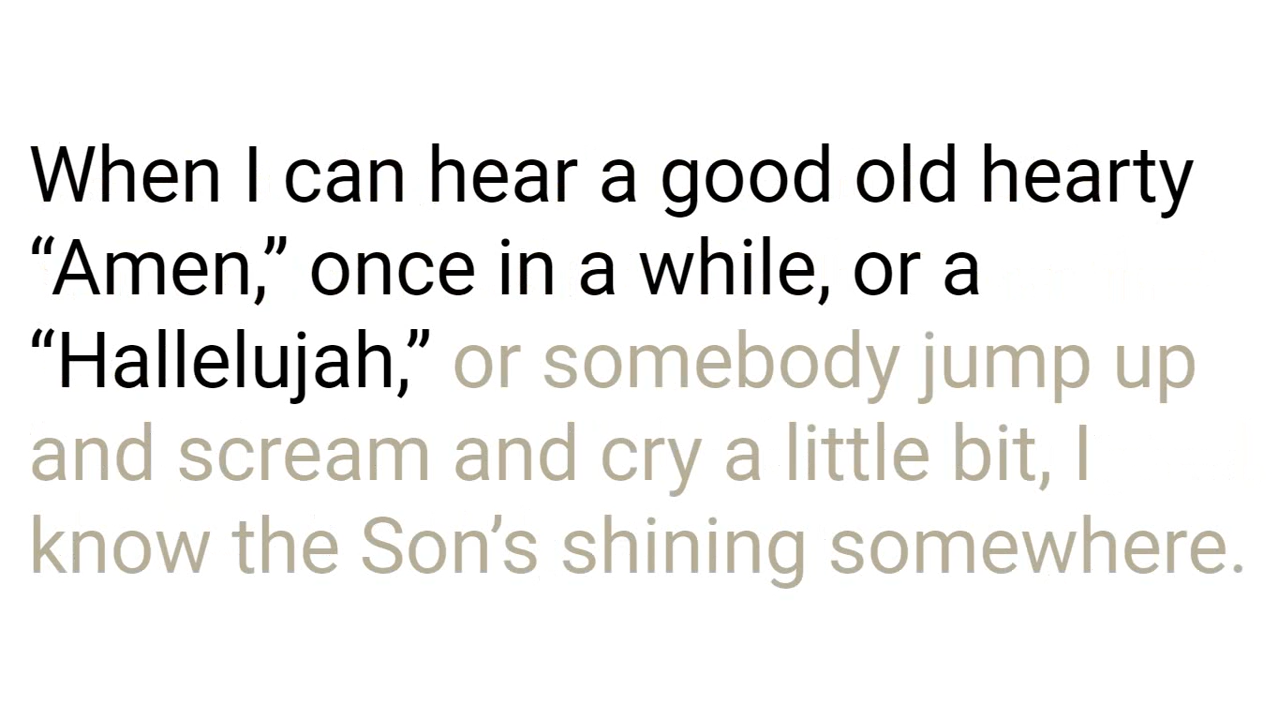 When I can hear a good old hearty
“Amen,” once in a while, or a
“Hallelujah,” or somebody jump up
and scream and cry a little bit, I
know the Son’s shining somewhere.